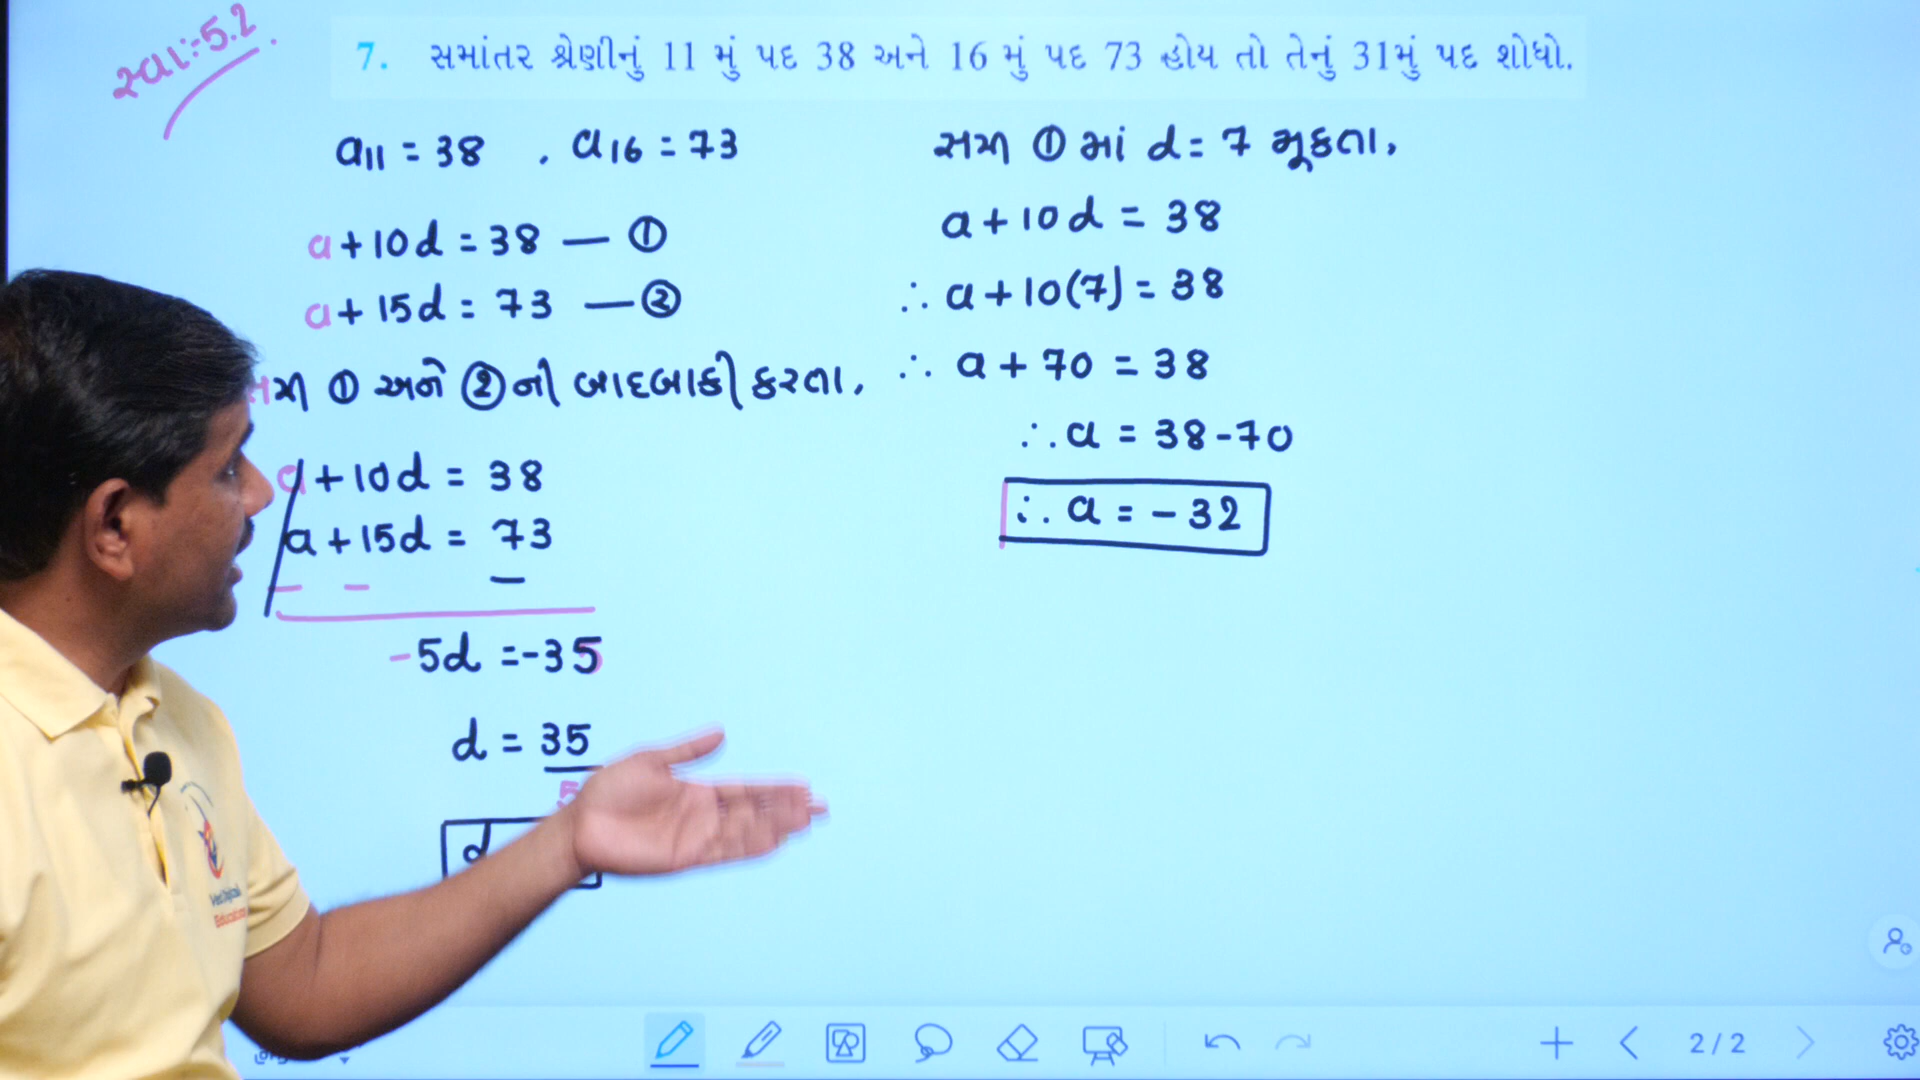 સ્વાઃ-5.2
7. સમાંતર શ્રેણીનું 11 મું પદ 38 અને 16 મું પદ 73 હોય તો તેનું 31મું પદ શોધો.
a₁₁ = 38 , a₁₆ = 73
a + 10d = 38 — ①
a + 15d = 73 — ②
સમ ① અને ② ની બાદબાકી કરતા,
a + 10d = 38
a + 15d = 73
– – –
-5d = -35
d = 35
5
d
સમ ① માં d = 7 મૂકતા,
a + 10d = 38
∴ a + 10(7) = 38
∴ a + 70 = 38
∴ a = 38 - 70
∴ a = - 32
2/2